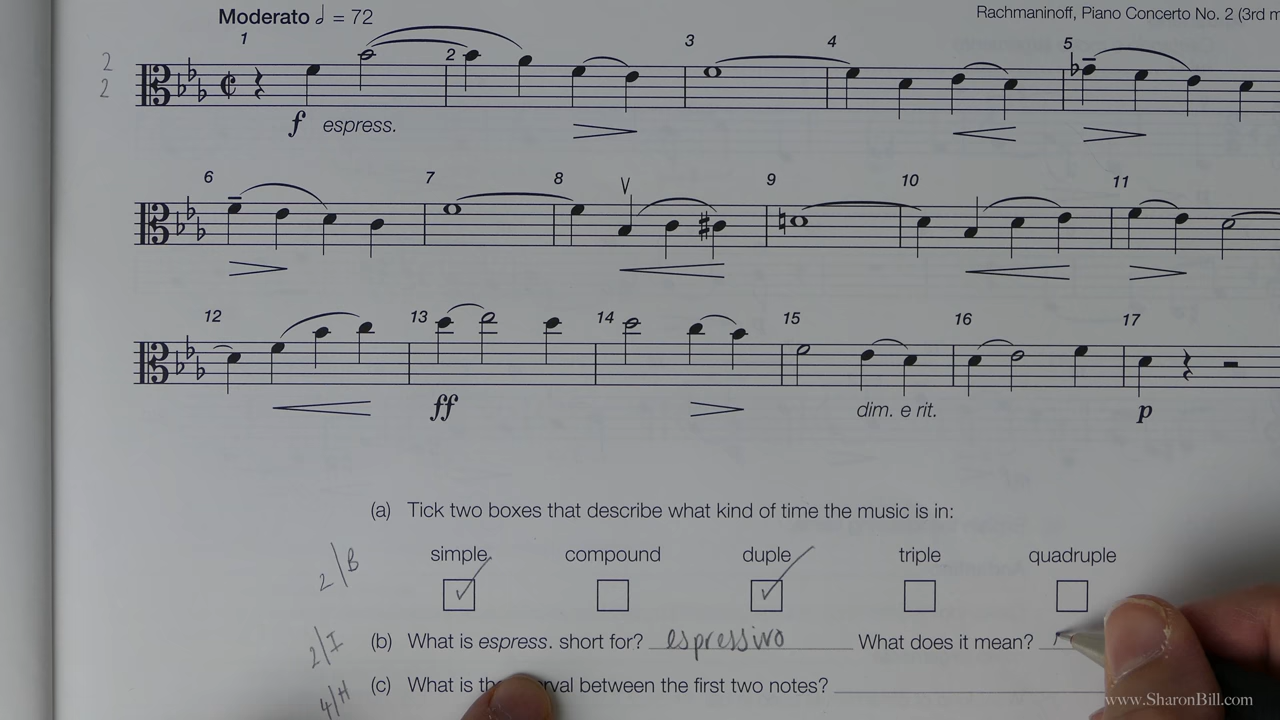 Moderato 𝅗𝅥 = 72 Rachmaninoff, Piano Concerto No. 2 (3rd m
1 2 3 4 5
2
2
f espress.
6 7 8 9 10 11
12 13 14 15 16 17
ff dim. e rit. p
(a) Tick two boxes that describe what kind of time the music is in:
2/B simple compound duple triple quadruple
2/I (b) What is espress. short for? espressivo What does it mean?
4/H (c) What is the interval between the first two notes?
www.SharonBill.com